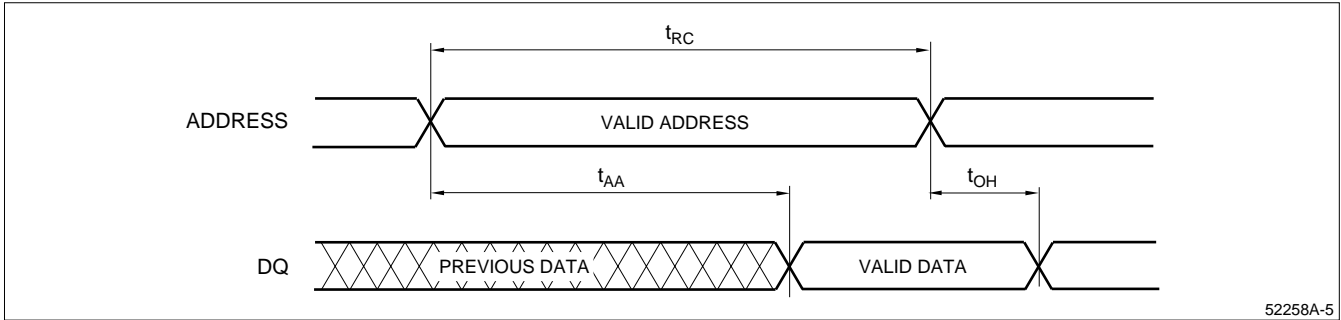 tRC
ADDRESS
VALID ADDRESS
tAA
tOH
DQ
PREVIOUS DATA
VALID DATA
52258A-5